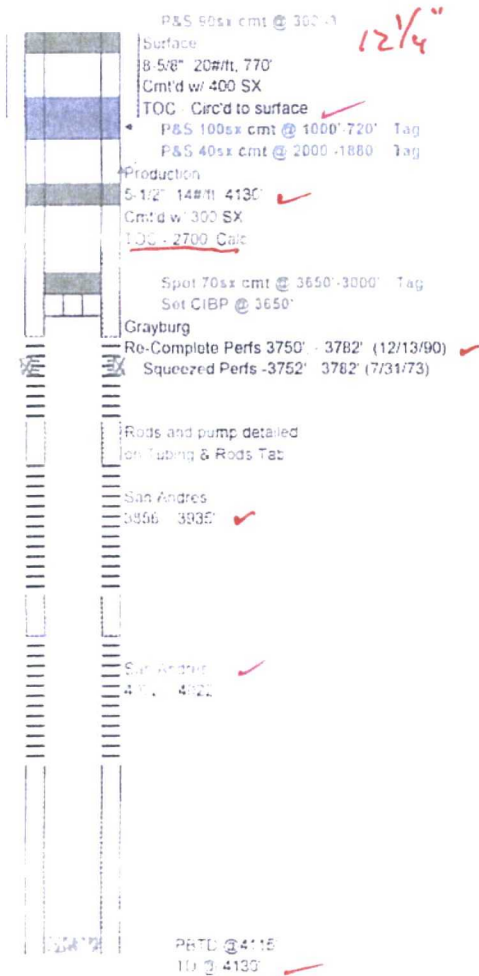 P&S 90sx cmt @
12 1/4"
Surface
8-5/8" 20#/ft, 770'
Cmt'd w/ 400 SX
TOC - Circ'd to surface
P&S 100sx cmt @ 1000'-720' Tag
P&S 40sx cmt @ 2000'-1880' Tag
Production
5-1/2" 14#/ft 4130'
Cmt'd w/ 300 SX
TOC - 2700 Calc
Spot 70sx cmt @ 3650'-3000' Tag
Set CIBP @ 3650'
Grayburg
Re-Complete Perfs 3750' - 3782' (12/13/90)
Squeezed Perfs -3752' 3782' (7/31/73)
Rods and pump detailed
on Tubing & Rods Tab
San Andres
3856 3935'
San Andres
PBTD @4115'
TD @ 4130'